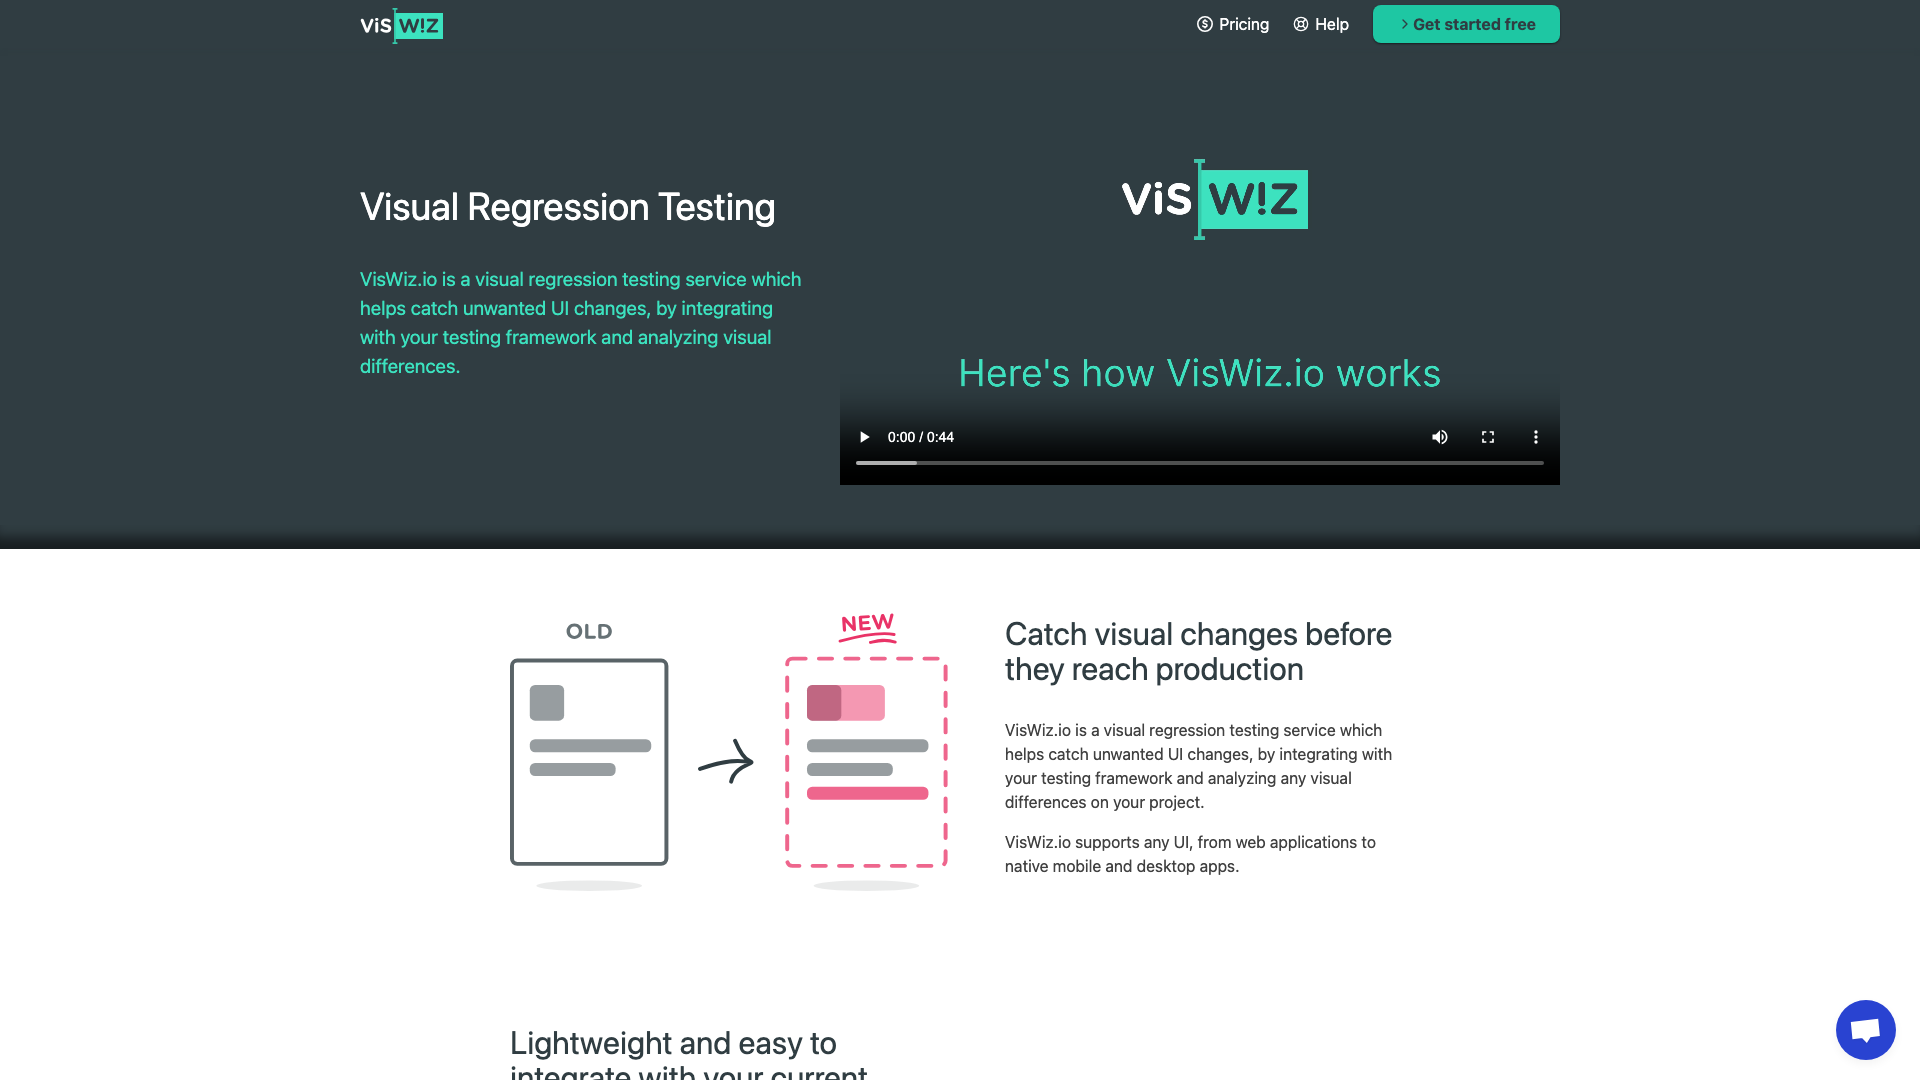 ViSW!Z
Pricing
Help
Get started free
Visual Regression Testing
VisWiz.io is a visual regression testing service which
helps catch unwanted UI changes, by integrating
with your testing framework and analyzing visual
differences.
ViSW!Z
Here's how VisWiz.io works
0:00 / 0:44
OLD
NEW
Catch visual changes before
they reach production
VisWiz.io is a visual regression testing service which
helps catch unwanted UI changes, by integrating with
your testing framework and analyzing any visual
differences on your project.
VisWiz.io supports any UI, from web applications to
native mobile and desktop apps.
Lightweight and easy to
integrate with your current